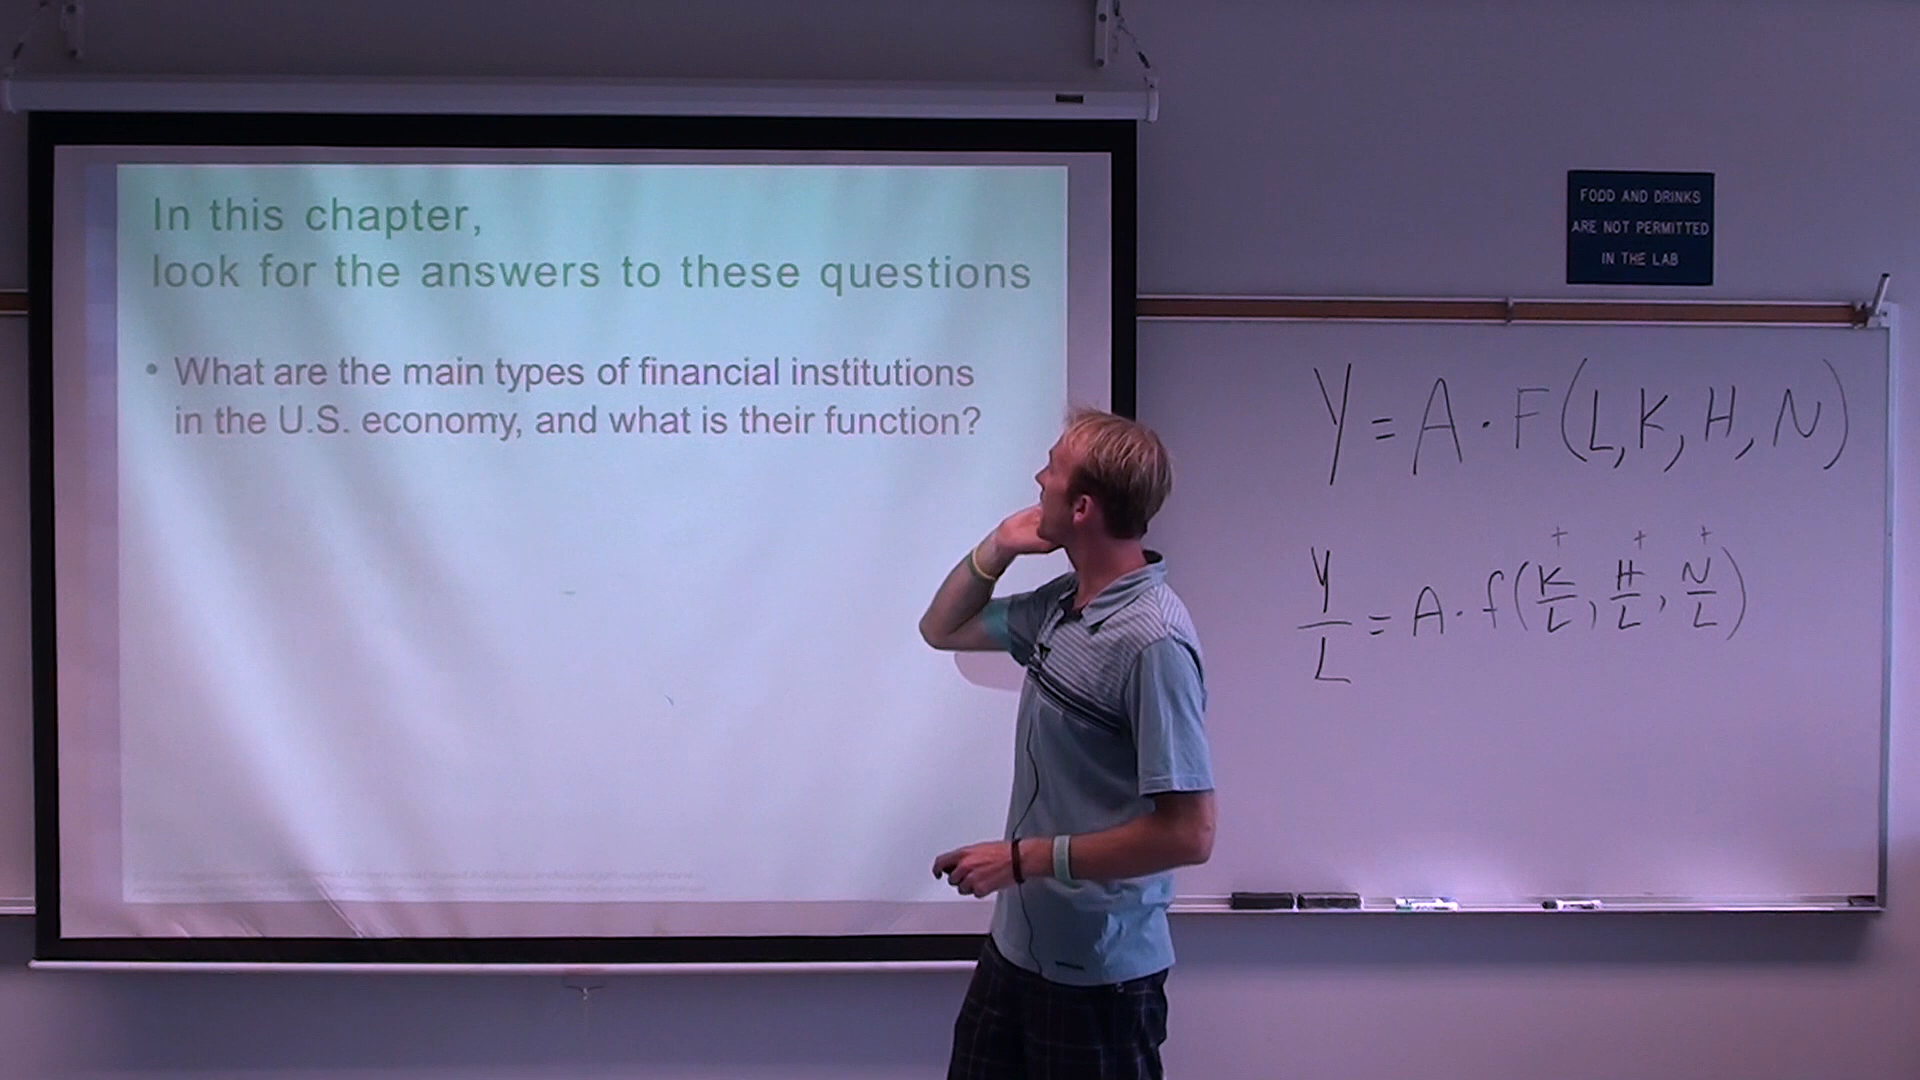 In this chapter,
look for the answers to these questions
• What are the main types of financial institutions
in the U.S. economy, and what is their function?
FOOD AND DRINKS
ARE NOT PERMITTED
IN THE LAB
Y = A · F(L, K, H, N)
+ + +
Y/L = A · f(K/L, H/L, N/L)